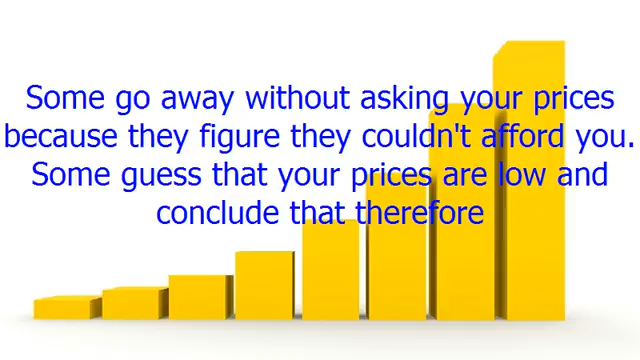 Some go away without asking your prices
because they figure they couldn't afford you.
Some guess that your prices are low and
conclude that therefore